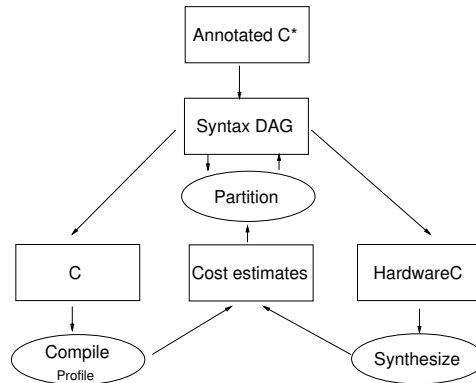 Annotated C*
Syntax DAG
Partition
C
Cost estimates
HardwareC
Compile
Profile
Synthesize